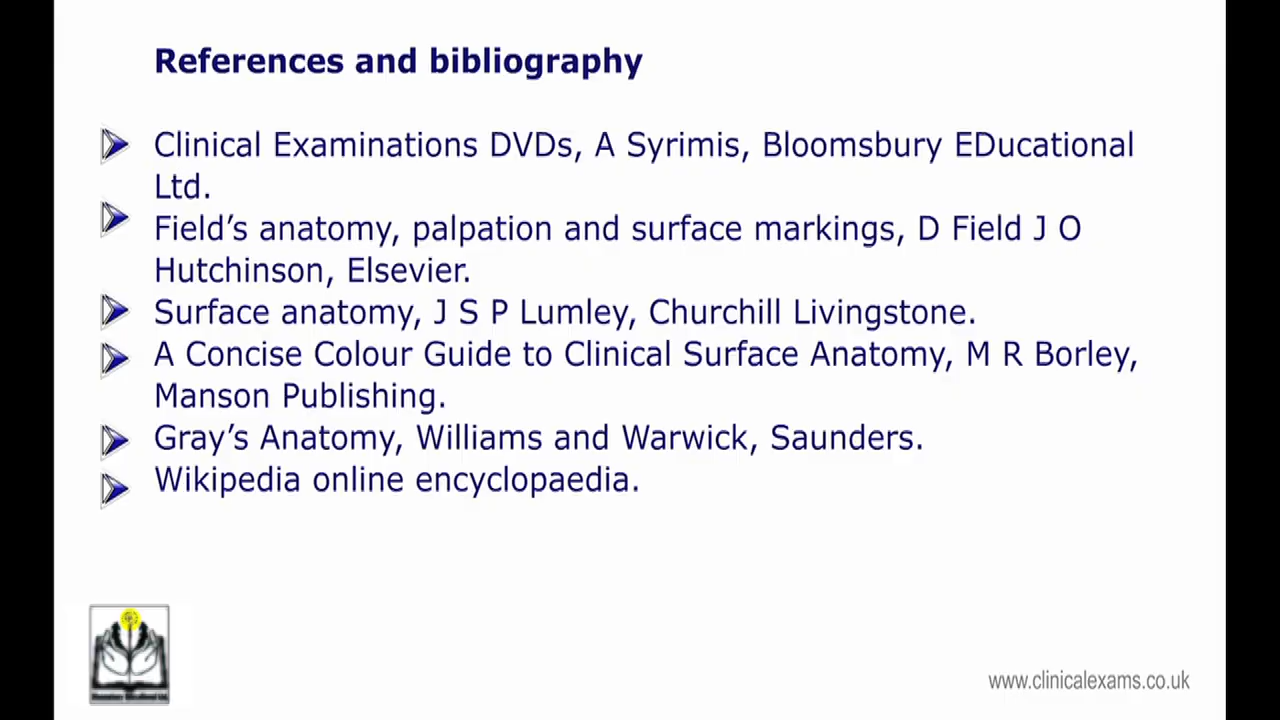 References and bibliography
Clinical Examinations DVDs, A Syrimis, Bloomsbury EDucational
Ltd.
Field’s anatomy, palpation and surface markings, D Field J O
Hutchinson, Elsevier.
Surface anatomy, J S P Lumley, Churchill Livingstone.
A Concise Colour Guide to Clinical Surface Anatomy, M R Borley,
Manson Publishing.
Gray’s Anatomy, Williams and Warwick, Saunders.
Wikipedia online encyclopaedia.
www.clinicalexams.co.uk